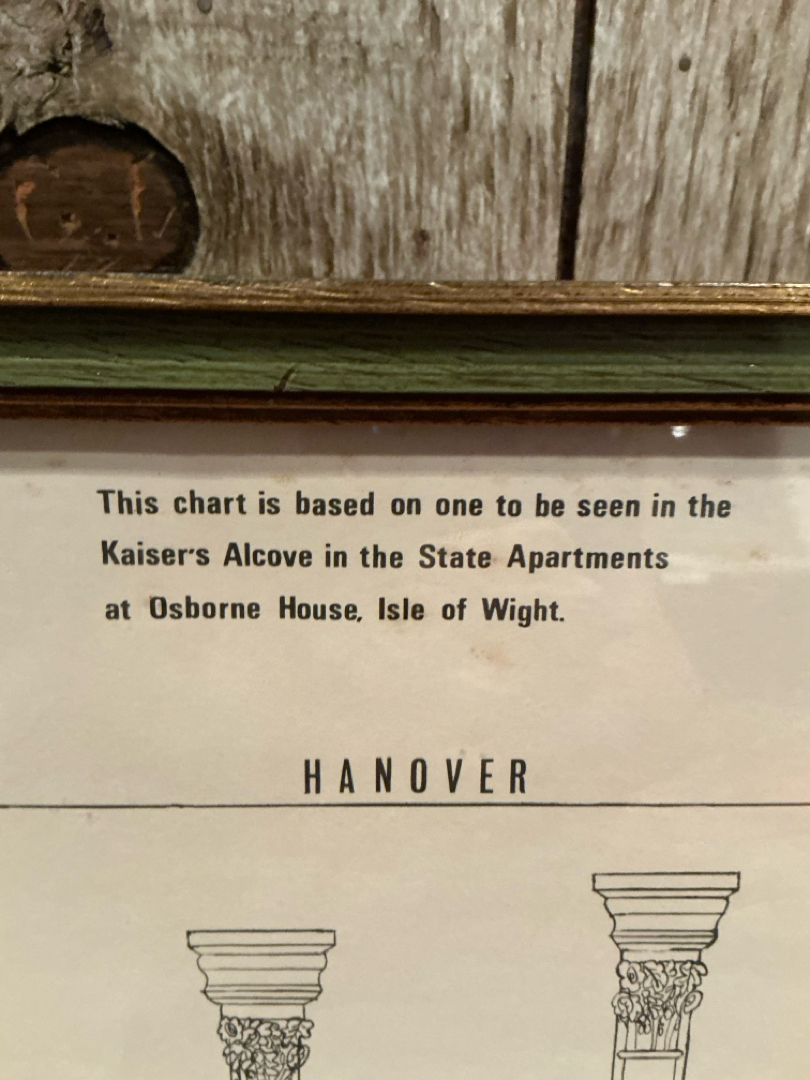 This chart is based on one to be seen in the
Kaiser's Alcove in the State Apartments
at Osborne House, Isle of Wight.
HANOVER